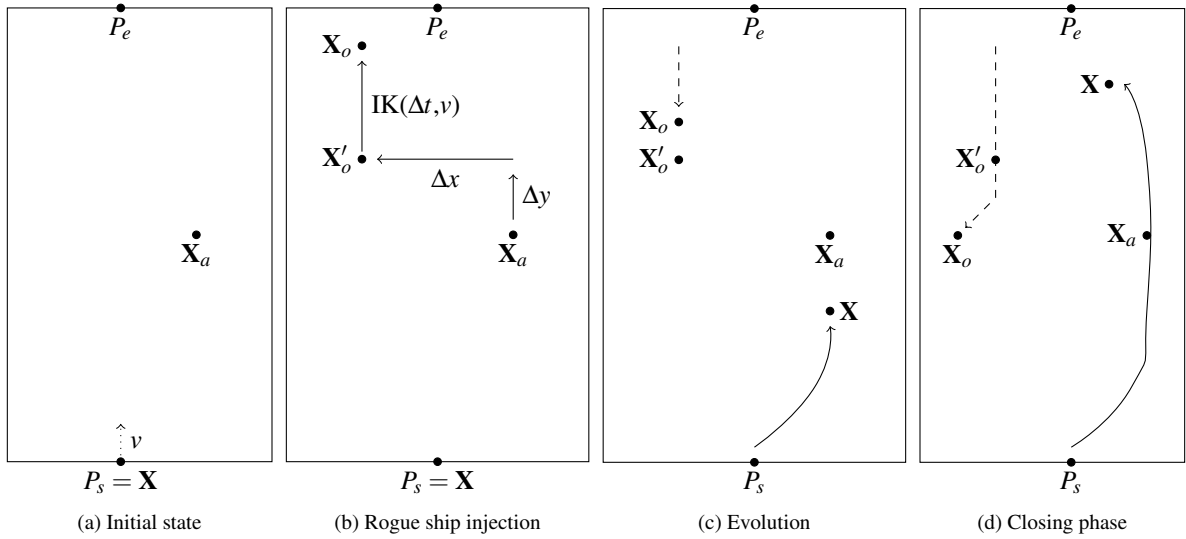 P_e
X_a
v
P_s = X
(a) Initial state
P_e
X_o
IK(Δt,v)
X′_o
Δx
Δy
X_a
P_s = X
(b) Rogue ship injection
P_e
X_o
X′_o
X_a
X
P_s
(c) Evolution
P_e
X
X′_o
X_a
X_o
P_s
(d) Closing phase